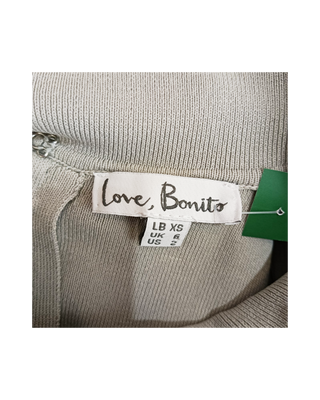 Love, Bonito
LB XS
UK 6
US 2